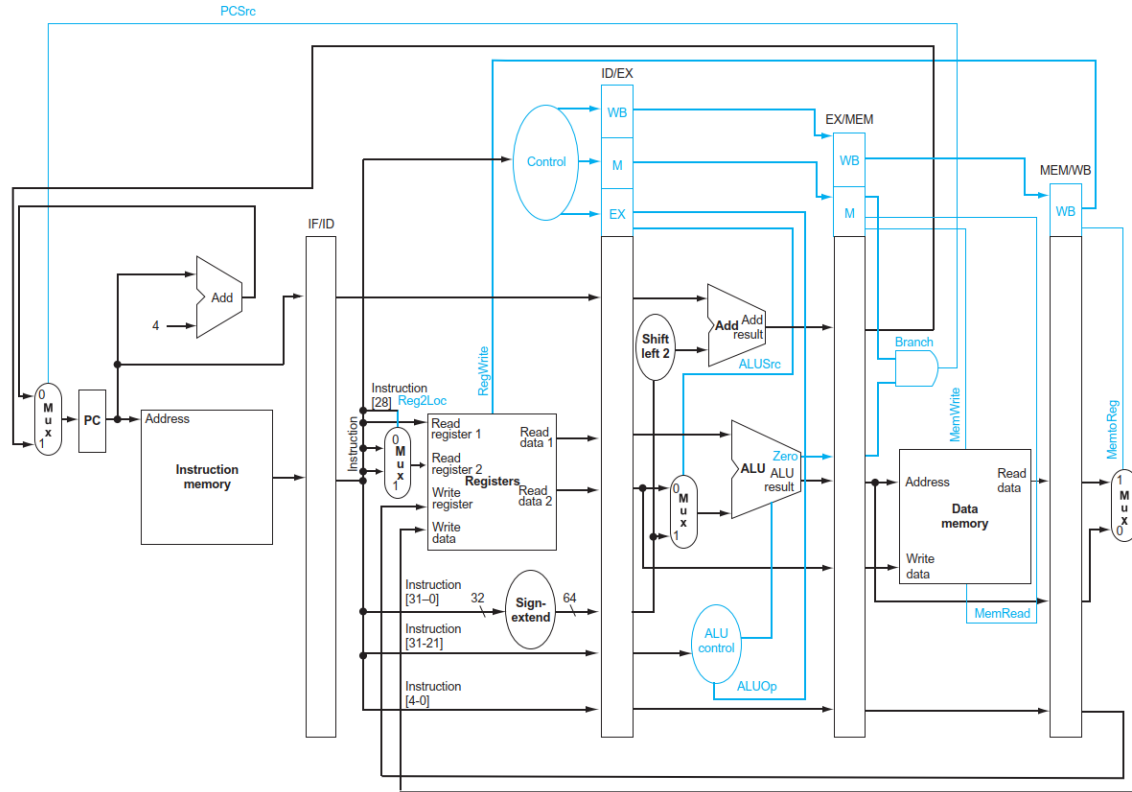 PCSrc
ID/EX
WB
Control
M
EX
EX/MEM
WB
M
MEM/WB
WB
IF/ID
Add
4
Add
Add
result
Shift
left 2
ALUSrc
Branch
RegWrite
MemWrite
MemtoReg
0
M
u
x
1
PC
Address
Instruction
memory
Instruction
Instruction
[28]
Reg2Loc
0
M
u
x
1
Read
register 1
Read
register 2
Write
register
Write
data
Registers
Read
data 1
Read
data 2
0
M
u
x
1
Zero
ALU
ALU
result
Address
Read
data
Data
memory
Write
data
MemRead
1
M
u
x
0
Instruction
[31–0]
32
Sign-
extend
64
Instruction
[31-21]
ALU
control
ALUOp
Instruction
[4-0]